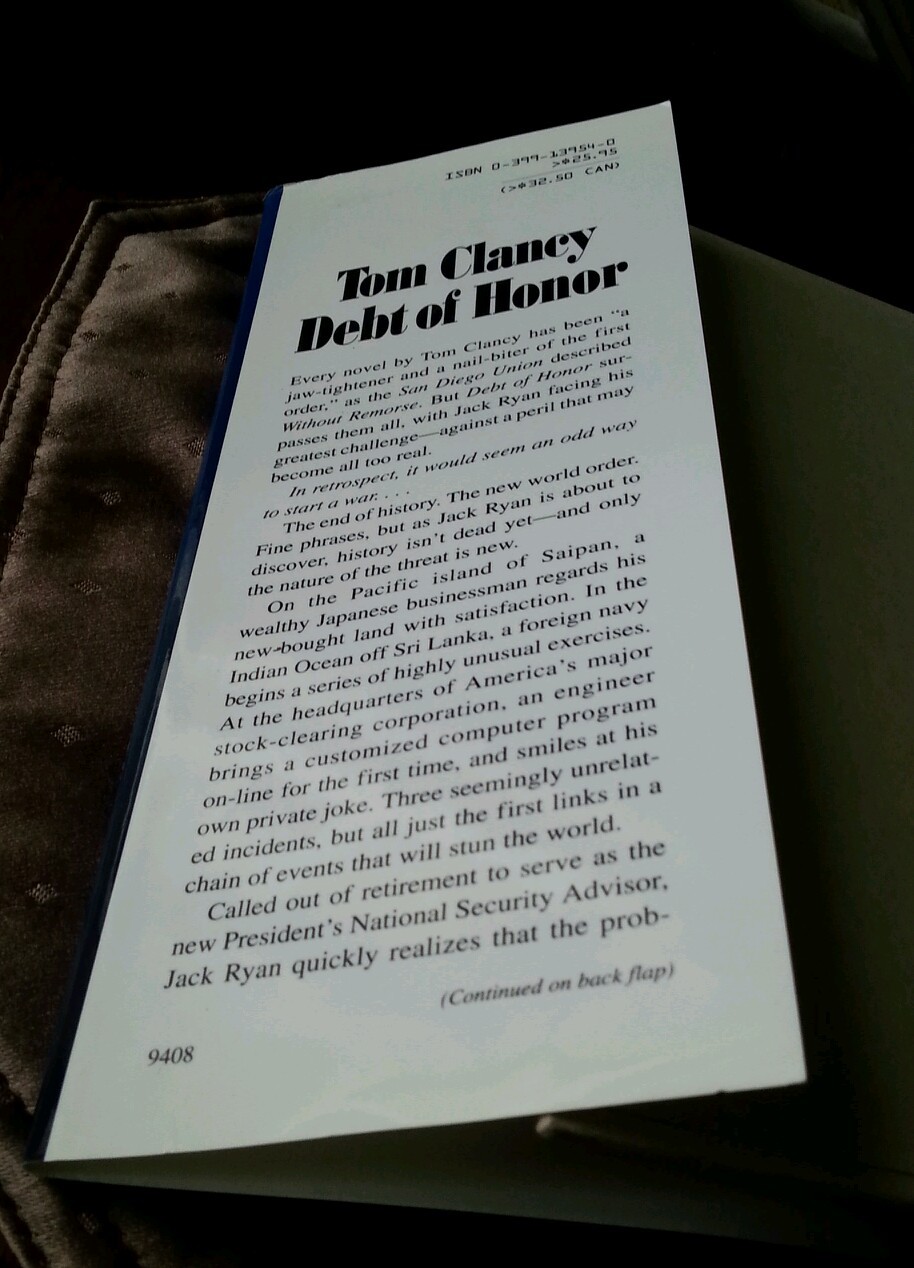 ISBN 0-399-13954-0
>*25.95
(>*32.50 CAN)
Tom Clancy
Debt of Honor
Every novel by Tom Clancy has been "a
jaw-tightener and a nail-biter of the first
order," as the San Diego Union described
Without Remorse. But Debt of Honor sur-
passes them all, with Jack Ryan facing his
greatest challenge—against a peril that may
become all too real.
In retrospect, it would seem an odd way
to start a war. . . .
The end of history. The new world order.
Fine phrases, but as Jack Ryan is about to
discover, history isn't dead yet—and only
the nature of the threat is new.
On the Pacific island of Saipan, a
wealthy Japanese businessman regards his
new-bought land with satisfaction. In the
Indian Ocean off Sri Lanka, a foreign navy
begins a series of highly unusual exercises.
At the headquarters of America's major
stock-clearing corporation, an engineer
brings a customized computer program
on-line for the first time, and smiles at his
own private joke. Three seemingly unrelat-
ed incidents, but all just the first links in a
chain of events that will stun the world.
Called out of retirement to serve as the
new President's National Security Advisor,
Jack Ryan quickly realizes that the prob-
(Continued on back flap)
9408